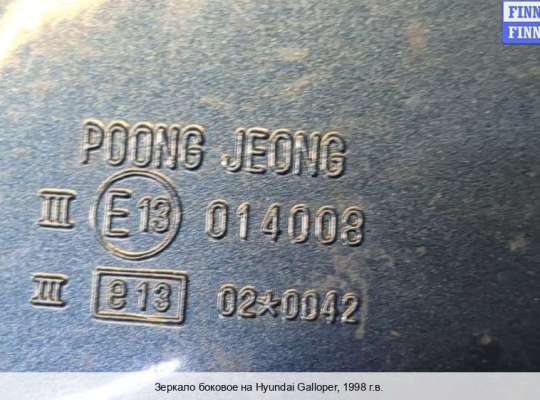 FINN
FINN
POONG JEONG
III E13 014008
III e13 02*0042
Зеркало боковое на Hyundai Galloper, 1998 г.в.